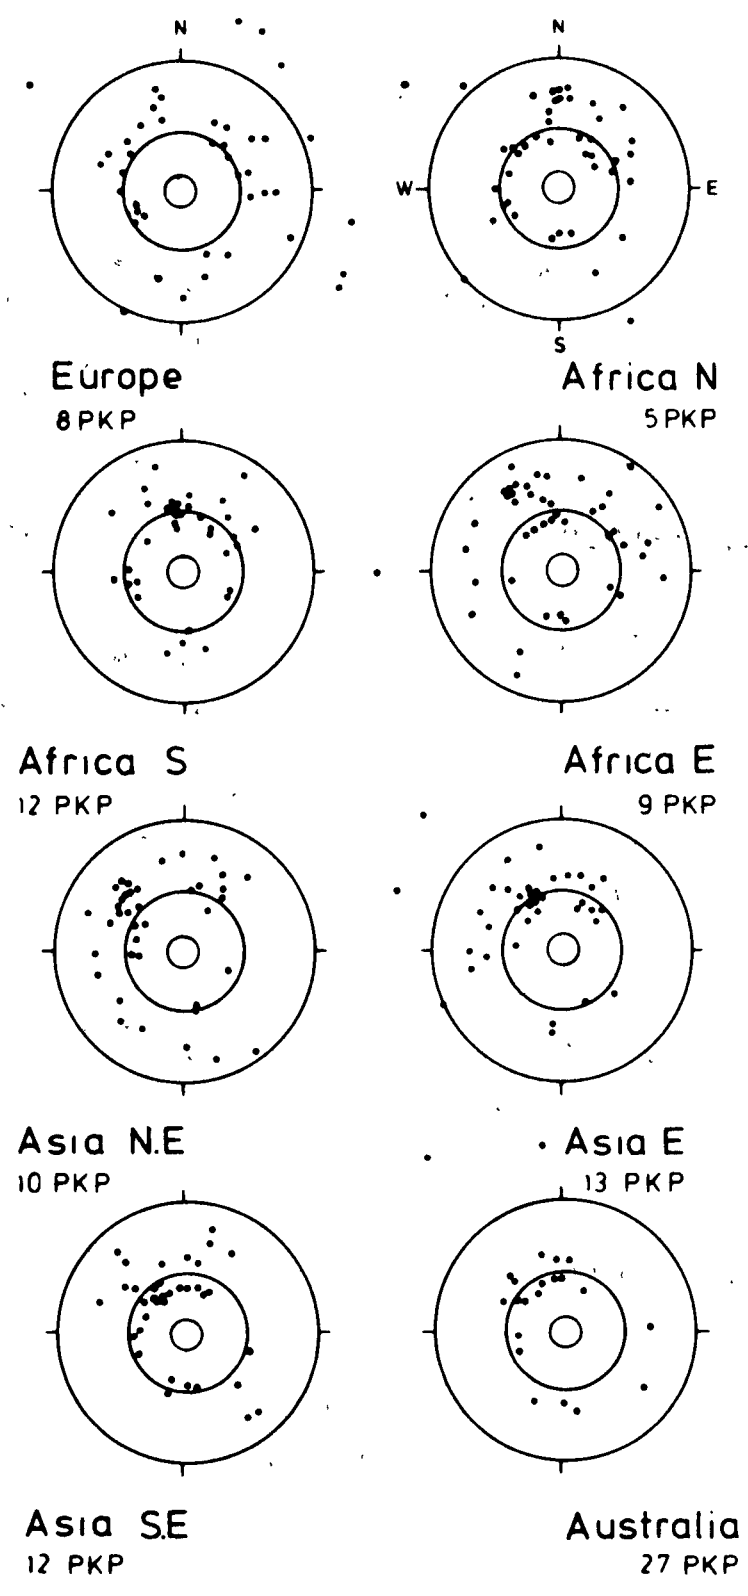 N
N
W
E
S
Europe
8 PKP
Africa N
5 PKP
Africa S
12 PKP
Africa E
9 PKP
Asia N.E
10 PKP
Asia E
13 PKP
Asia S.E
12 PKP
Australia
27 PKP